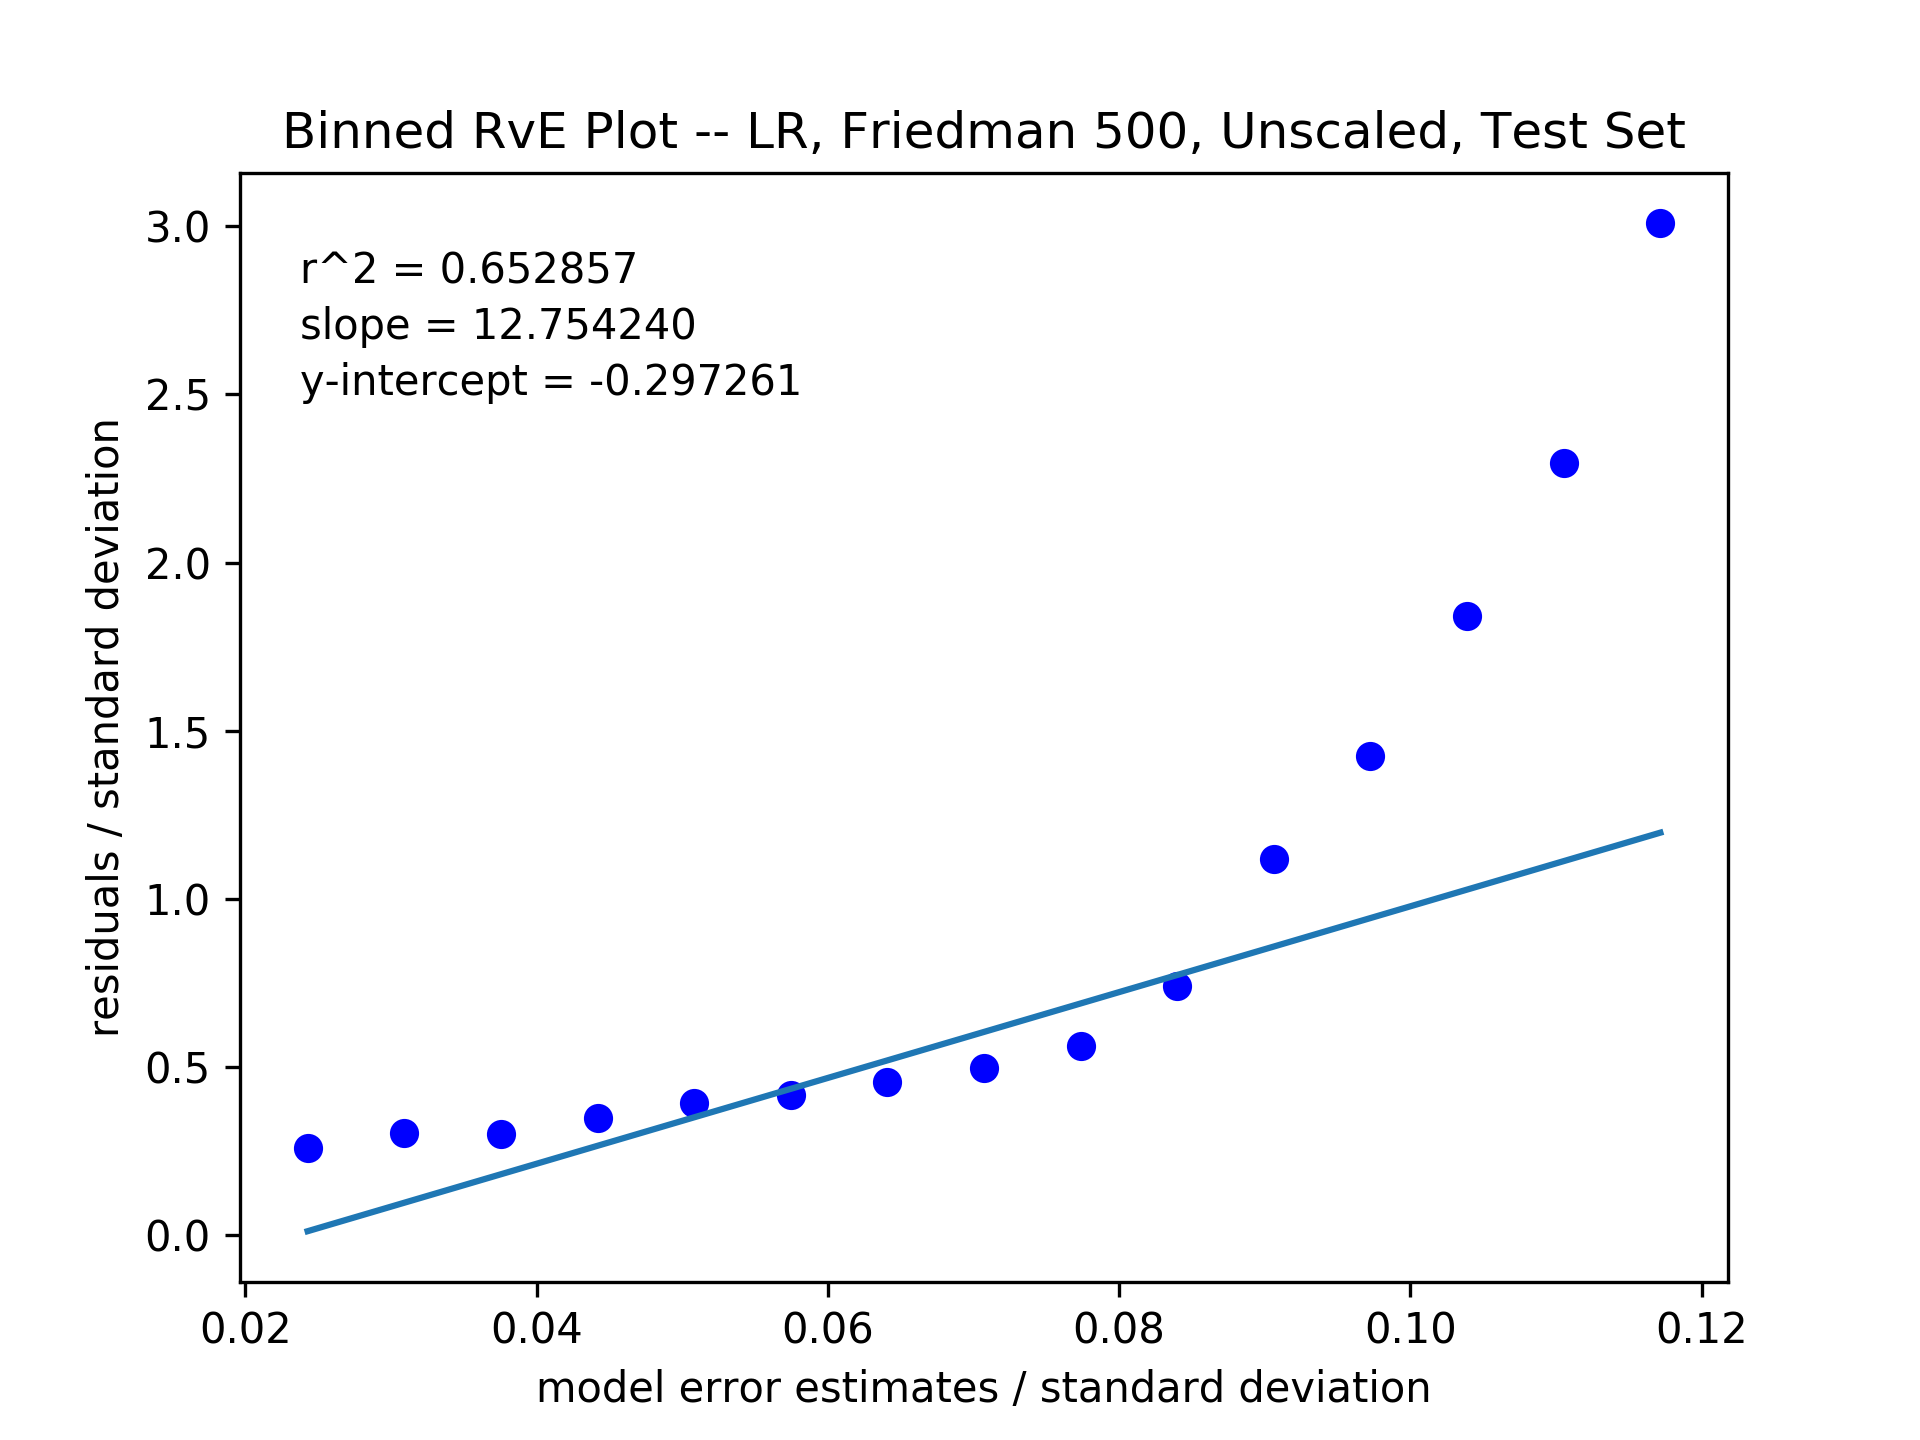 Binned RvE Plot -- LR, Friedman 500, Unscaled, Test Set
r^2 = 0.652857
slope = 12.754240
y-intercept = -0.297261
residuals / standard deviation
3.0
2.5
2.0
1.5
1.0
0.5
0.0
0.02 0.04 0.06 0.08 0.10 0.12
model error estimates / standard deviation